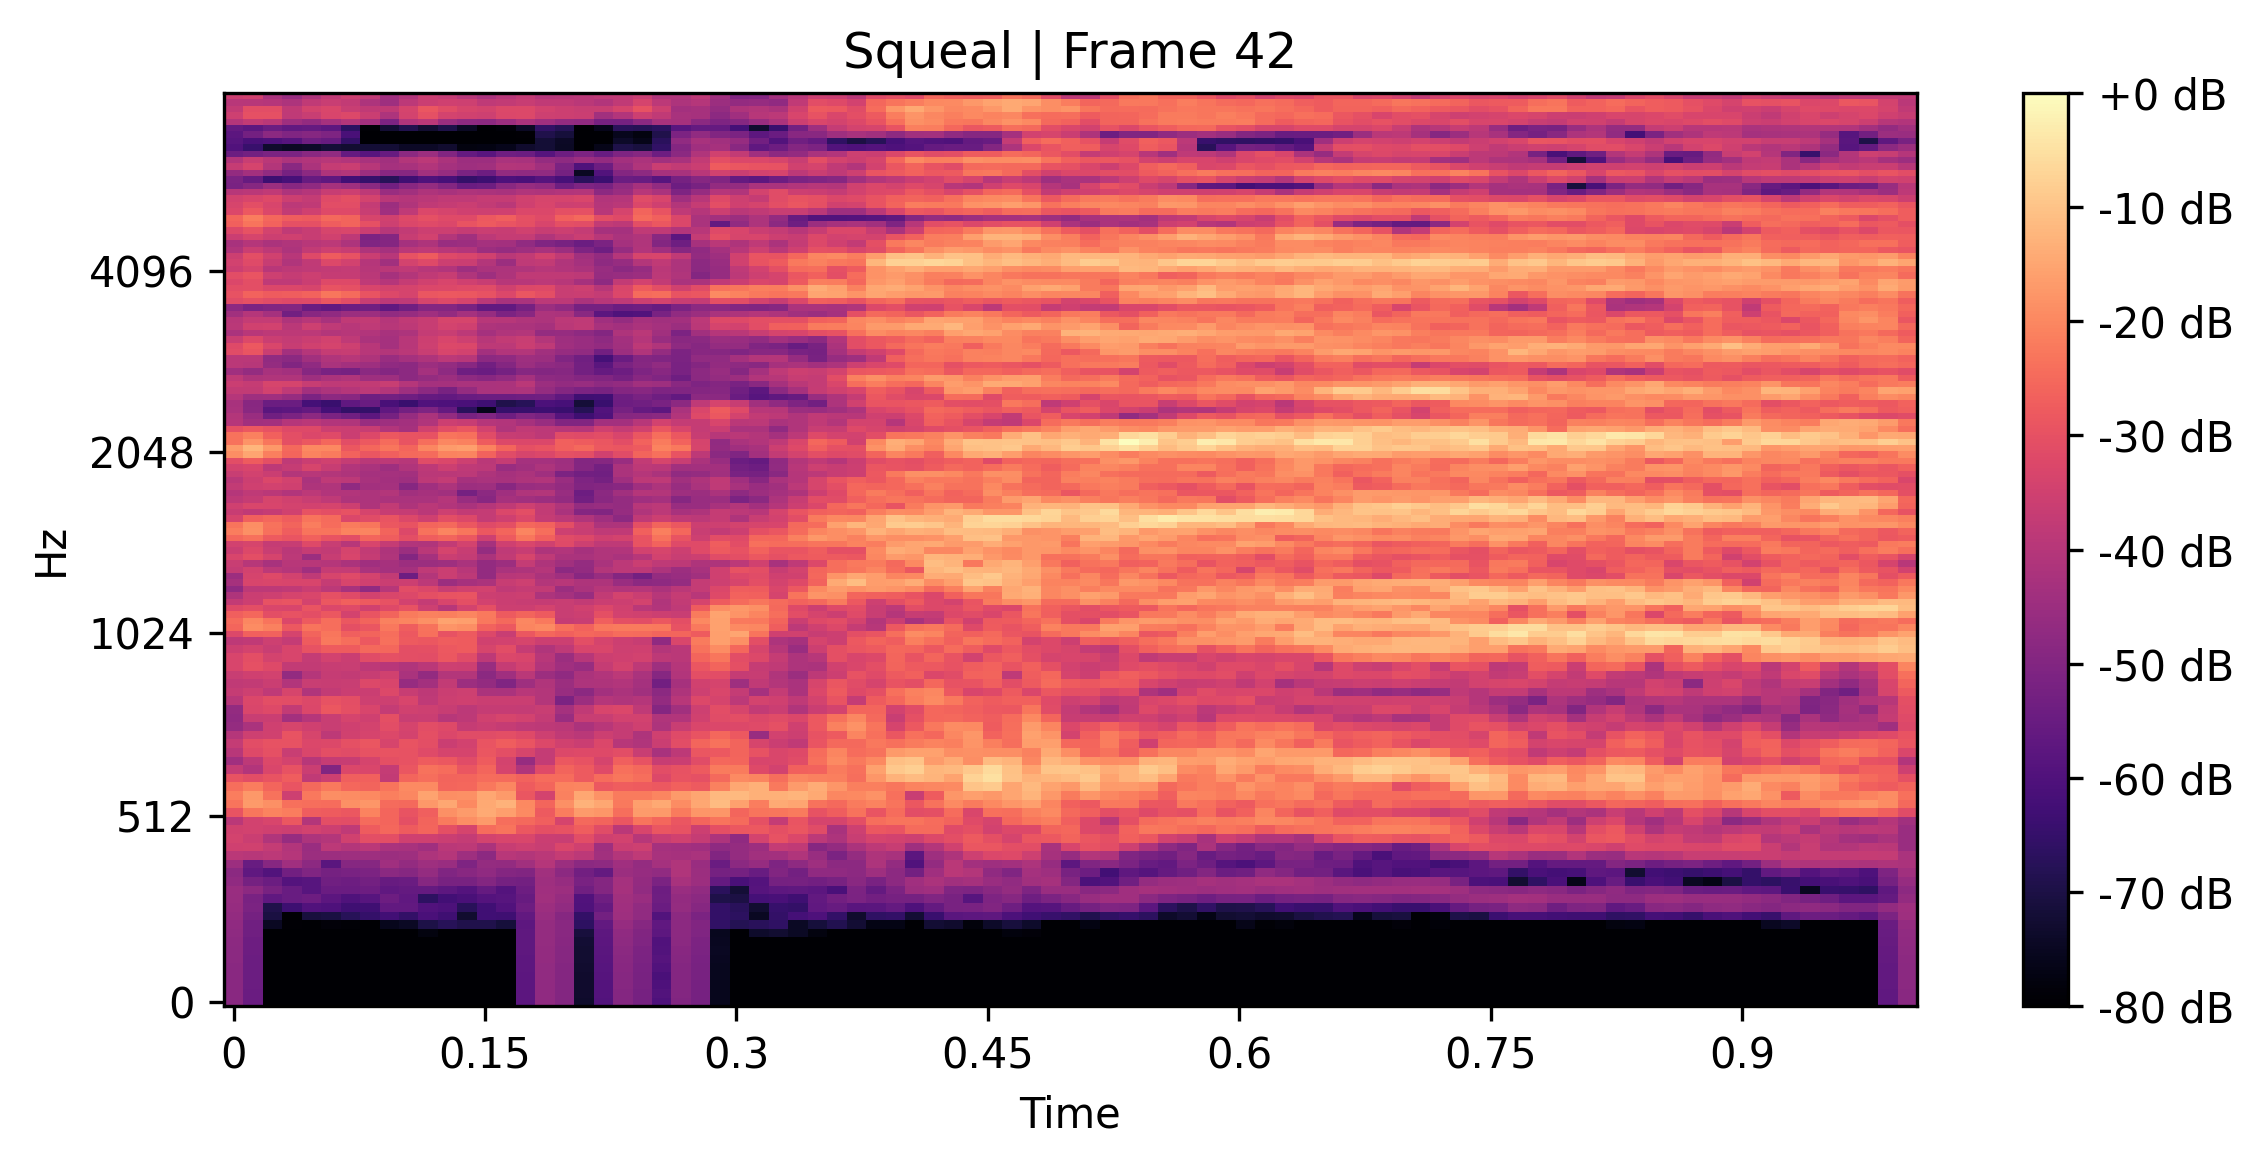 Squeal | Frame 42
Hz
4096
2048
1024
512
0
0 0.15 0.3 0.45 0.6 0.75 0.9
Time
+0 dB
-10 dB
-20 dB
-30 dB
-40 dB
-50 dB
-60 dB
-70 dB
-80 dB